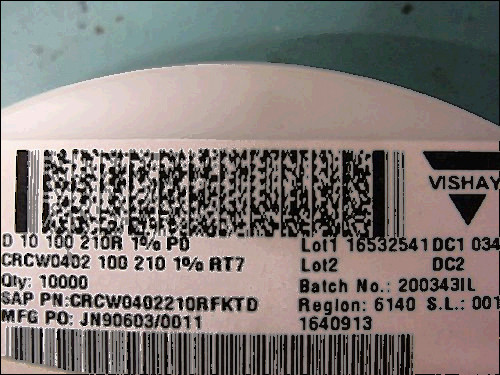 VISHAY
D 10 100 210R 1% P0 Lot1 16532541 DC1 034
CRCW0402 100 210 1% RT7 Lot2 DC2
Qty: 10000 Batch No.: 200343IL
SAP PN:CRCW0402210RFKTD Region: 6140 S.L.: 001
MFG PO: JN90603/0011 1640913